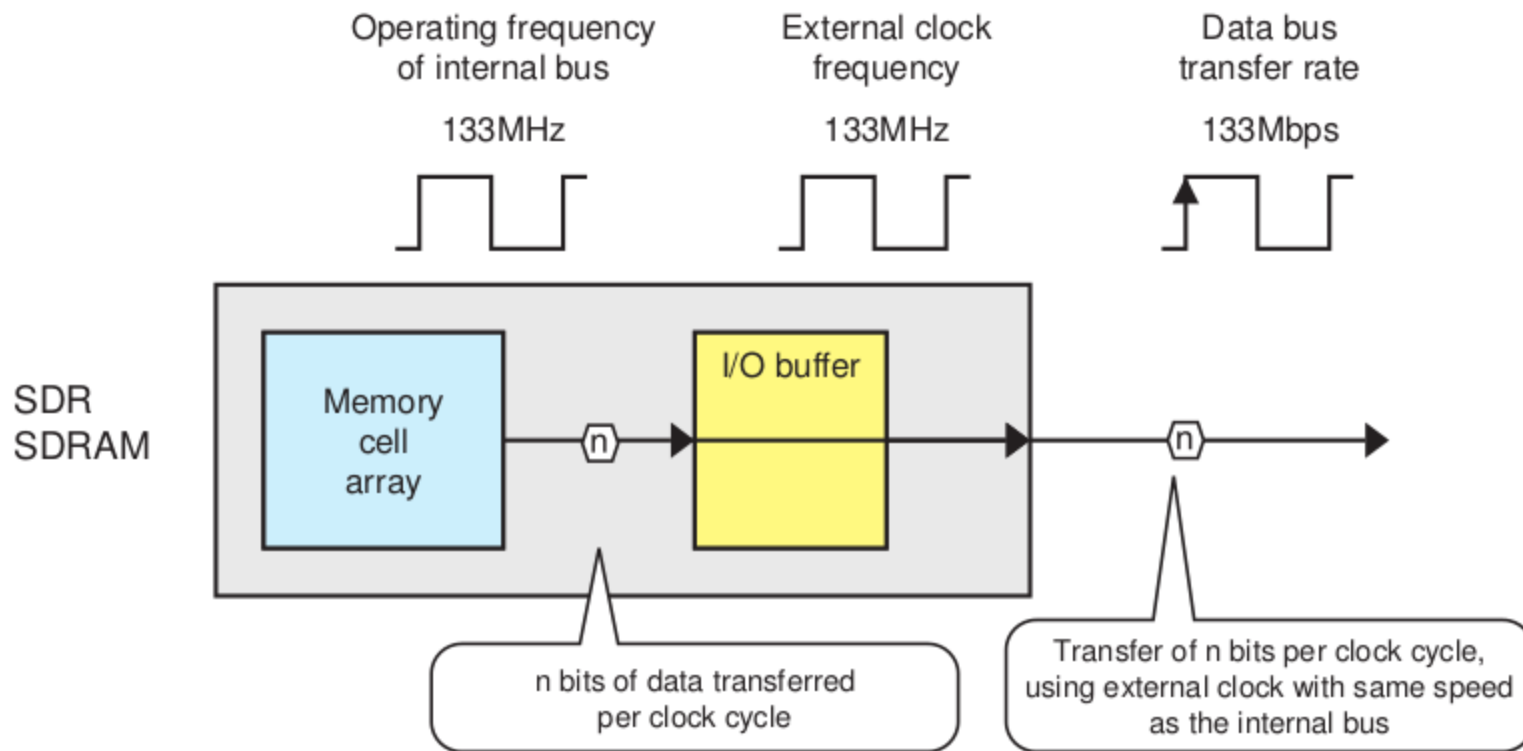 Operating frequency
of internal bus
133MHz
External clock
frequency
133MHz
Data bus
transfer rate
133Mbps
SDR
SDRAM
Memory
cell
array
n
I/O buffer
n
n bits of data transferred
per clock cycle
Transfer of n bits per clock cycle,
using external clock with same speed
as the internal bus